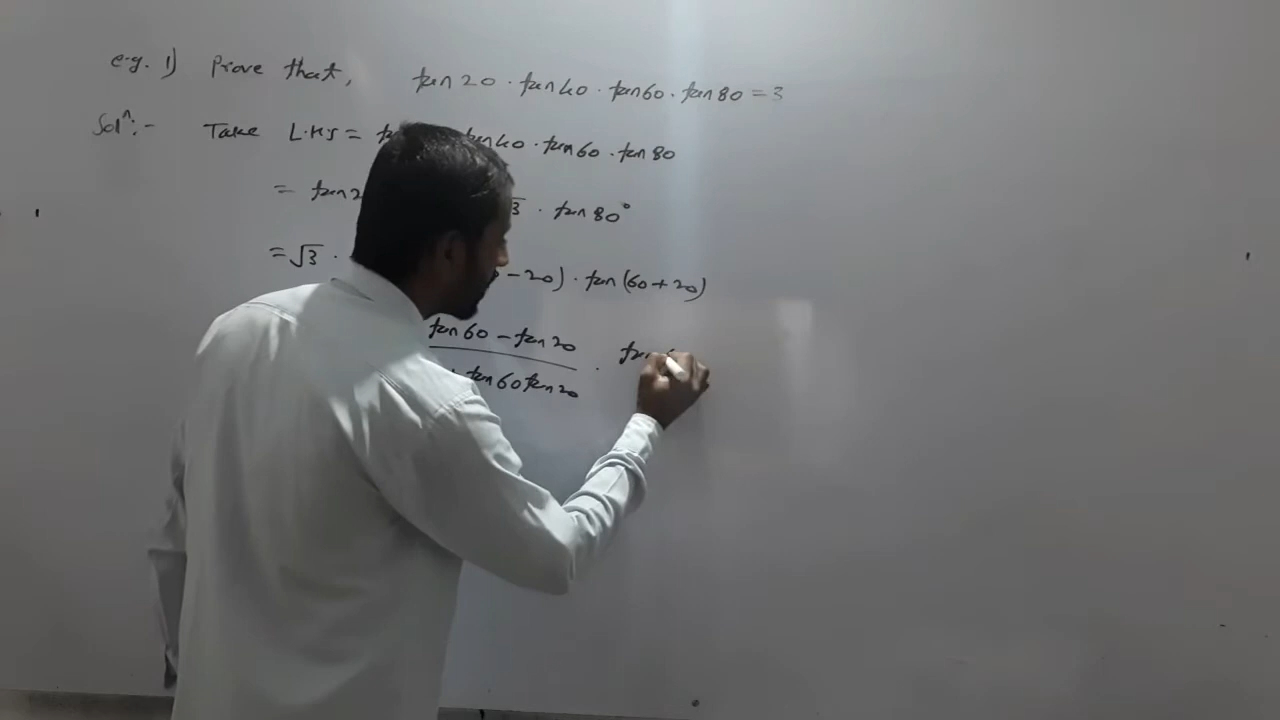 e.g. 1) Prove that, tan 20 . tan 40 . tan 60 . tan 80 = 3
Solⁿ:- Take L.H.S = tan 40 . tan 60 . tan 80
= tan 2 3 . tan 80°
= √3 . - 20) . tan (60 + 20)
tan 60 - tan 20 .
tan 60 tan 20